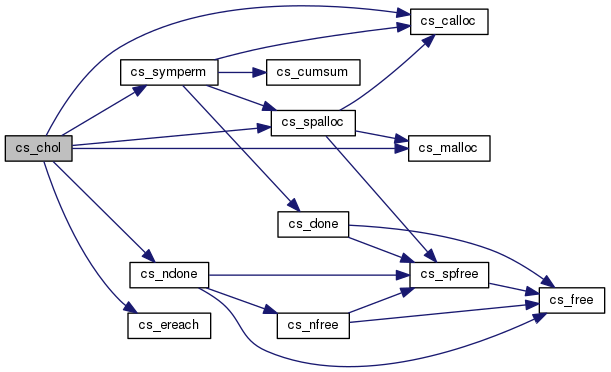 cs_calloc
cs_symperm
cs_cumsum
cs_spalloc
cs_chol
cs_malloc
cs_done
cs_ndone
cs_spfree
cs_free
cs_ereach
cs_nfree